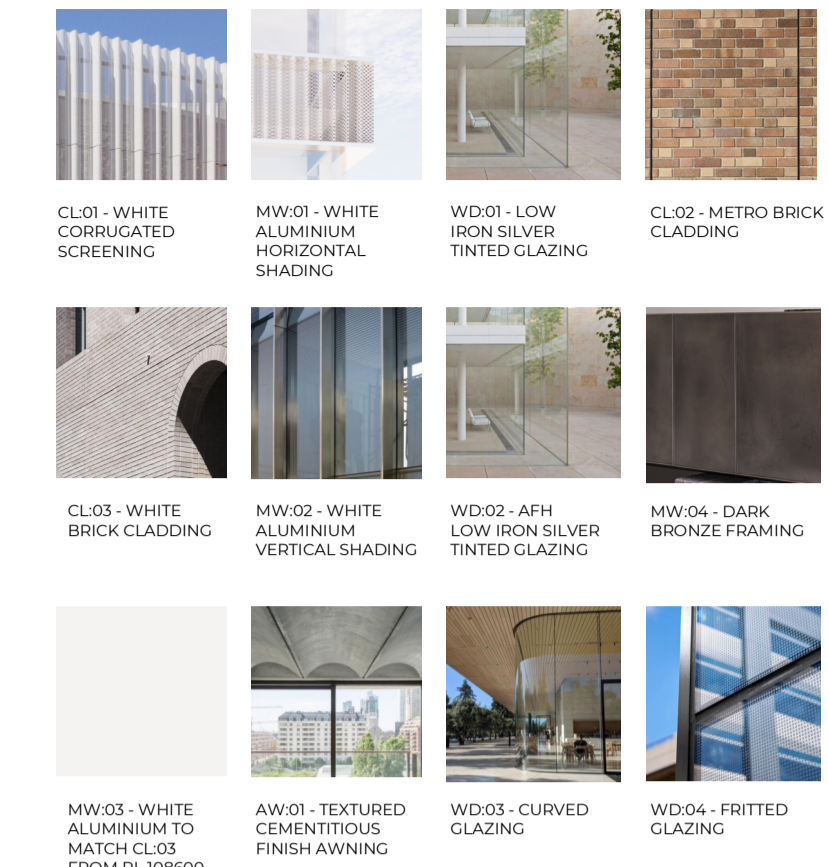 CL:01 - WHITE
CORRUGATED
SCREENING
MW:01 - WHITE
ALUMINIUM
HORIZONTAL
SHADING
WD:01 - LOW
IRON SILVER
TINTED GLAZING
CL:02 - METRO BRICK
CLADDING
CL:03 - WHITE
BRICK CLADDING
MW:02 - WHITE
ALUMINIUM
VERTICAL SHADING
WD:02 - AFH
LOW IRON SILVER
TINTED GLAZING
MW:04 - DARK
BRONZE FRAMING
MW:03 - WHITE
ALUMINIUM TO
MATCH CL:03
FROM RL 108600
AW:01 - TEXTURED
CEMENTITIOUS
FINISH AWNING
WD:03 - CURVED
GLAZING
WD:04 - FRITTED
GLAZING